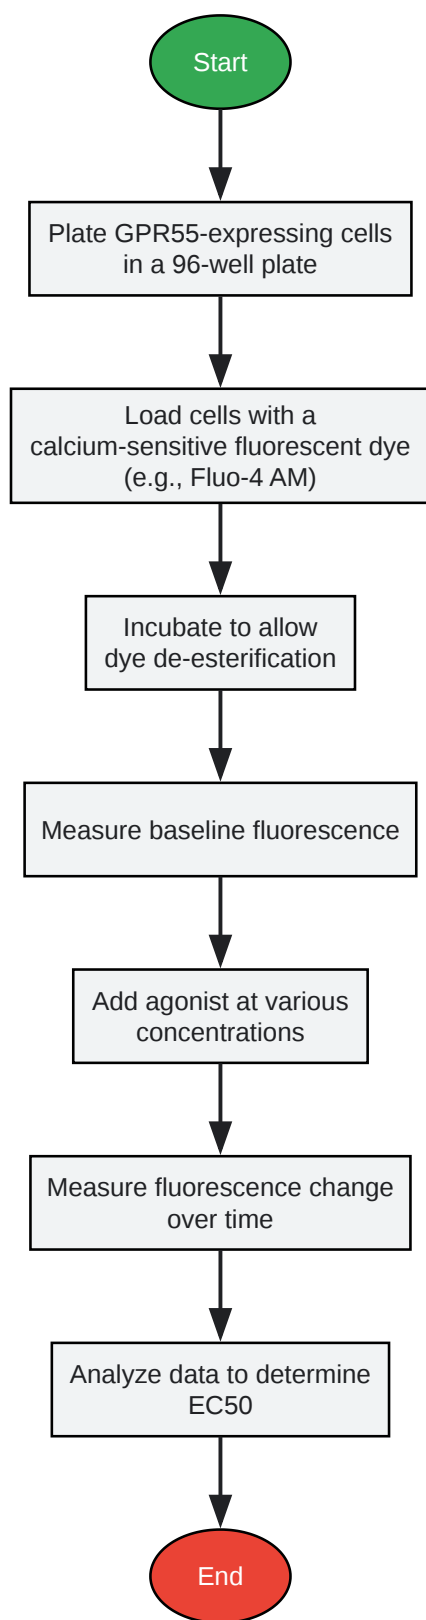 Start
Plate GPR55-expressing cells
in a 96-well plate
Load cells with a
calcium-sensitive fluorescent dye
(e.g., Fluo-4 AM)
Incubate to allow
dye de-esterification
Measure baseline fluorescence
Add agonist at various
concentrations
Measure fluorescence change
over time
Analyze data to determine
EC50
End